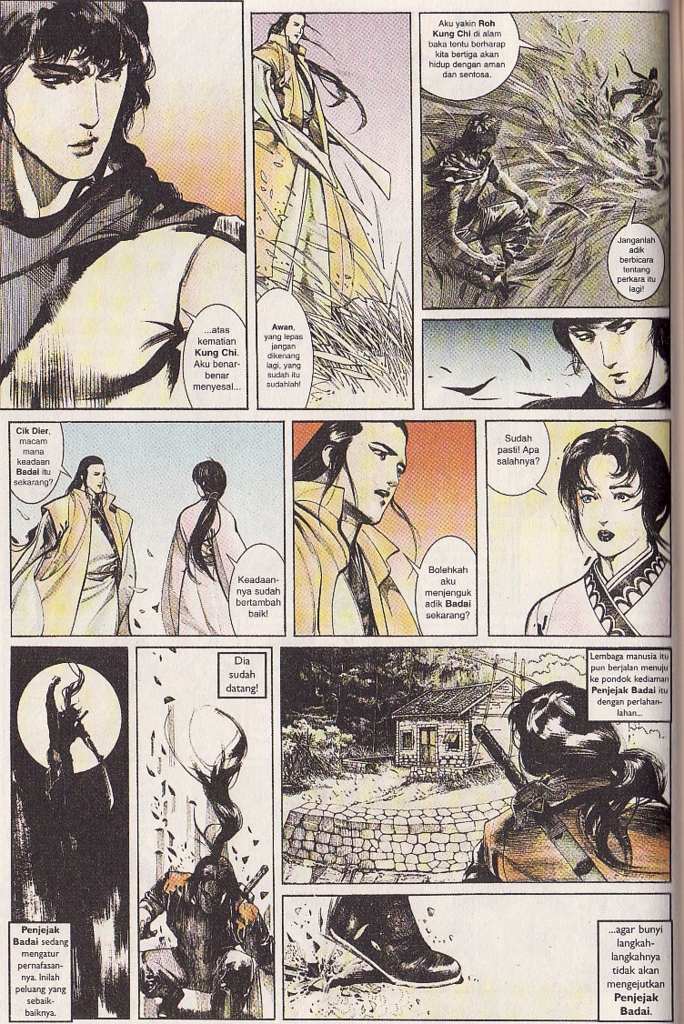 ...atas
kematian
Kung Chi.
Aku benar-
benar
menyesal...
Awan,
yang lepas
jangan
dikenang
lagi, yang
sudah itu
sudahlah!
Aku yakin Roh
Kung Chi di alam
baka tentu berharap
kita bertiga akan
hidup dengan aman
dan sentosa.
Janganlah
adik
berbicara
tentang
perkara itu
lagi!
Cik Dier,
macam
mana
keadaan
Badai itu
sekarang?
Keadaan-
nya sudah
bertambah
baik!
Bolehkah
aku
menjenguk
adik Badai
sekarang?
Sudah
pasti! Apa
salahnya?
Penjejak
Badai sedang
mengatur
pernafasan-
nya. Inilah
peluang yang
sebaik-
baiknya.
Dia
sudah
datang!
Lembaga manusia itu
pun berjalan menuju
ke pondok kediaman
Penjejak Badai itu
dengan perlahan-
lahan...
...agar bunyi
langkah-
langkahnya
tidak akan
mengejutkan
Penjejak
Badai.